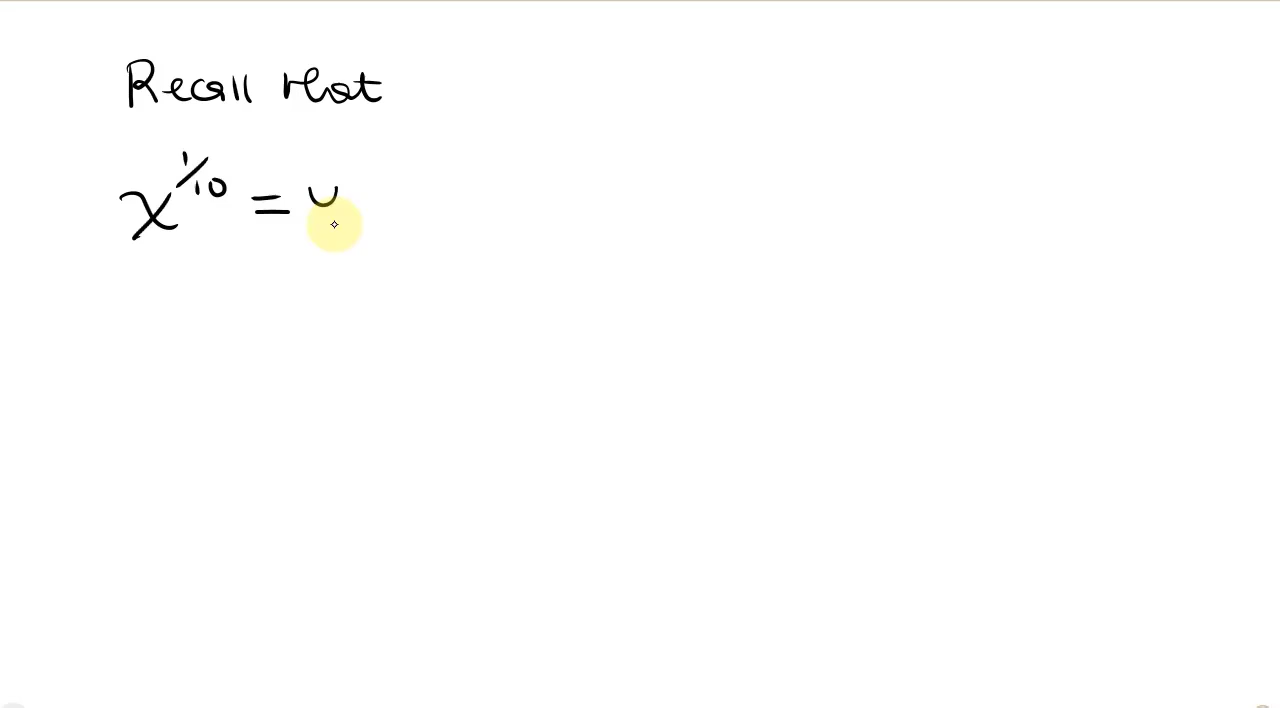 Recall that
x^{1/10} =